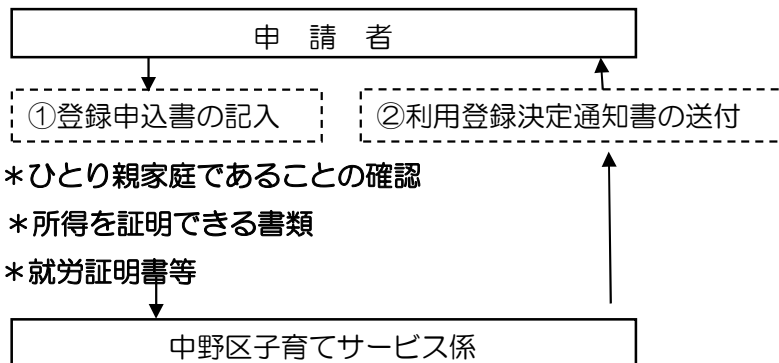 申　請　者
①登録申込書の記入
②利用登録決定通知書の送付
＊ひとり親家庭であることの確認
＊所得を証明できる書類
＊就労証明書等
中野区子育てサービス係